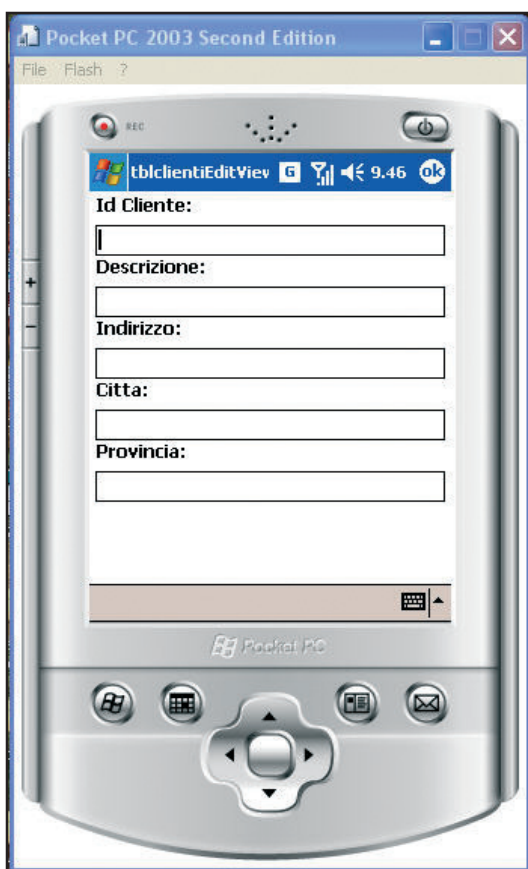 Pocket PC 2003 Second Edition
File Flash ?
REC
tblclientiEditView G 9.46 ok
Id Cliente:
Descrizione:
Indirizzo:
Citta:
Provincia:
Pocket PC